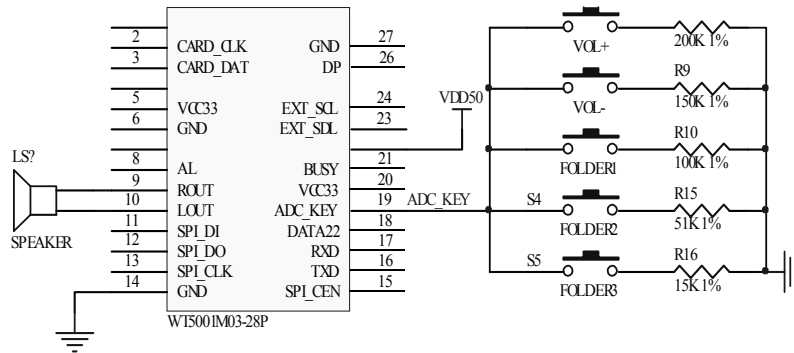 2 CARD_CLK GND 27
3 CARD_DAT DP 26
5 VCC33 EXT_SCL 24
6 GND EXT_SDL 23
VDD50
8 AL BUSY 21
9 ROUT VCC33 20
10 LOUT ADC_KEY 19 ADC_KEY
11 SPI_DI DATA22 18
12 SPI_DO RXD 17
13 SPI_CLK TXD 16
14 GND SPI_CEN 15
WT5001M03-28P
LS?
SPEAKER
VOL+ 200K 1%
R9
VOL- 150K 1%
R10
FOLDER1 100K 1%
S4 R15
FOLDER2 51K 1%
S5 R16
FOLDER3 15K 1%